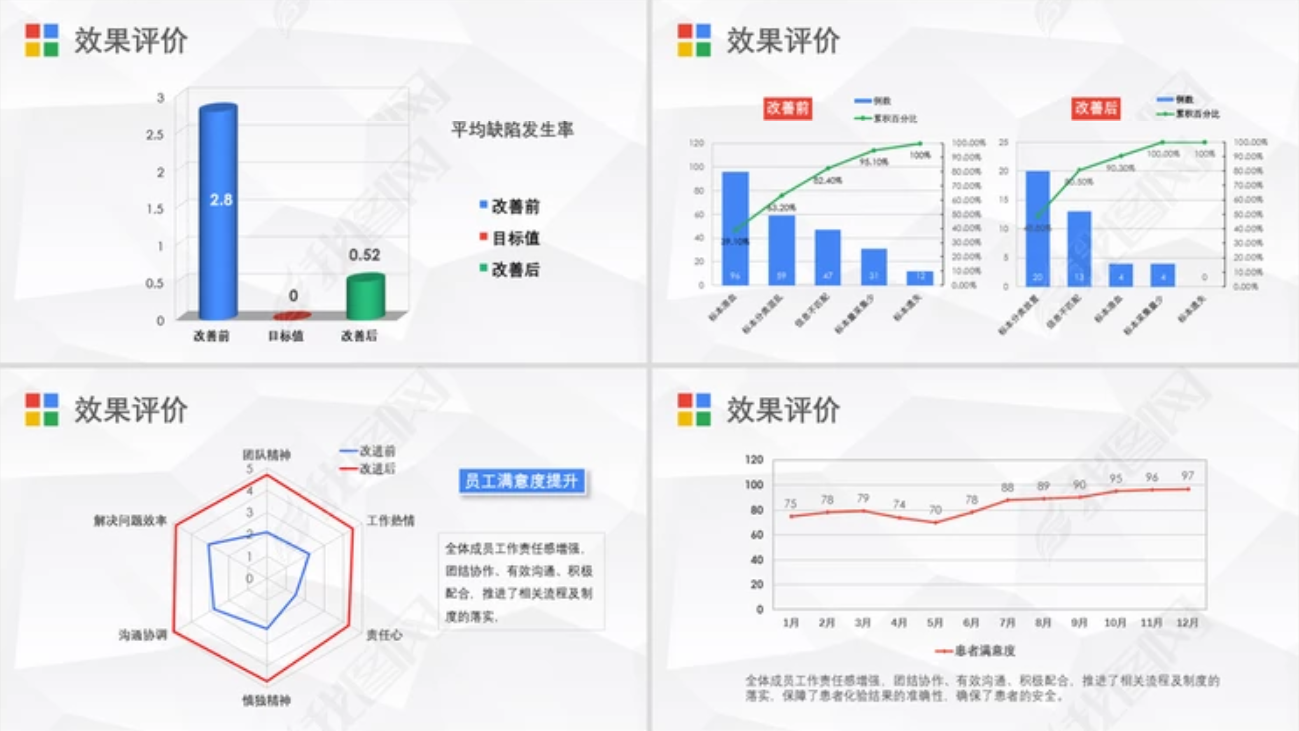 效果评价
平均缺陷发生率
3
2.5
2
1.5
1
0.5
0
2.8
0
0.52
改善前
目标值
改善后
改善前
目标值
改善后
效果评价
改善前
例数
累积百分比
120
100
80
60
40
20
0
100.00%
90.00%
80.00%
70.00%
60.00%
50.00%
40.00%
30.00%
20.00%
10.00%
0.00%
39.10%
63.20%
82.40%
95.10%
100%
96
59
47
31
12
标本溶血
标本分类混乱
信息不匹配
标本量采集少
标本遗失
改善后
例数
累积百分比
25
20
15
10
5
0
100.00%
90.00%
80.00%
70.00%
60.00%
50.00%
40.00%
30.00%
20.00%
10.00%
0.00%
80.50%
90.30%
100.00%
100%
20
13
4
4
0
标本分类放置
信息不匹配
标本溶血
标本采集量少
标本遗失
效果评价
改进前
改进后
团队精神
工作热情
责任心
慎独精神
沟通协调
解决问题效率
5
4
3
2
1
0
员工满意度提升
全体成员工作责任感增强,
团结协作、有效沟通、积极
配合, 推进了相关流程及制
度的落实,
效果评价
120
100
80
60
40
20
0
75
78
79
74
70
78
88
89
90
95
96
97
1月
2月
3月
4月
5月
6月
7月
8月
9月
10月
11月
12月
患者满意度
全体成员工作责任感增强, 团结协作、有效沟通、积极配合, 推进了相关流程及制度的
落实, 保障了患者化验结果的准确性, 确保了患者的安全。